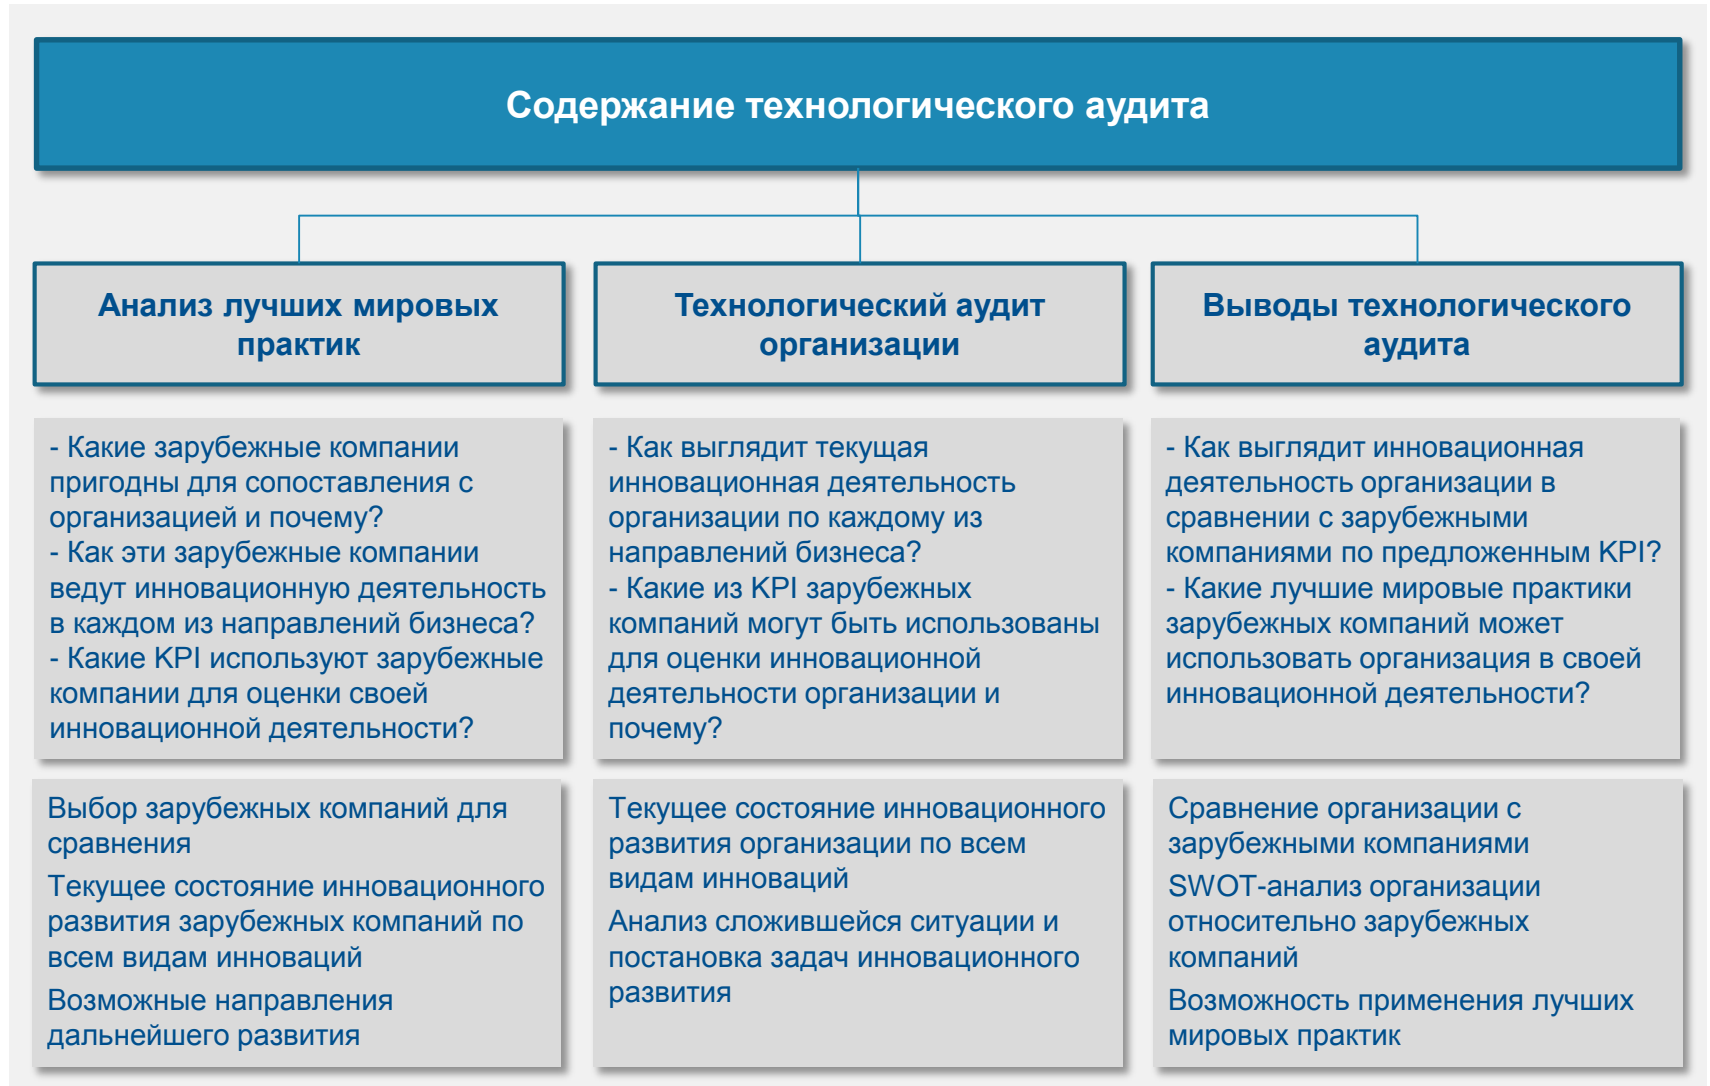 Содержание технологического аудита
Анализ лучших мировых
практик
Технологический аудит
организации
Выводы технологического
аудита
- Какие зарубежные компании
пригодны для сопоставления с
организацией и почему?
- Как эти зарубежные компании
ведут инновационную деятельность
в каждом из направлений бизнеса?
- Какие KPI используют зарубежные
компании для оценки своей
инновационной деятельности?
- Как выглядит текущая
инновационная деятельность
организации по каждому из
направлений бизнеса?
- Какие из KPI зарубежных
компаний могут быть использованы
для оценки инновационной
деятельности организации и
почему?
- Как выглядит инновационная
деятельность организации в
сравнении с зарубежными
компаниями по предложенным KPI?
- Какие лучшие мировые практики
зарубежных компаний может
использовать организация в своей
инновационной деятельности?
Выбор зарубежных компаний для
сравнения
Текущее состояние инновационного
развития зарубежных компаний по
всем видам инноваций
Возможные направления
дальнейшего развития
Текущее состояние инновационного
развития организации по всем
видам инноваций
Анализ сложившейся ситуации и
постановка задач инновационного
развития
Сравнение организации с
зарубежными компаниями
SWOT-анализ организации
относительно зарубежных
компаний
Возможность применения лучших
мировых практик